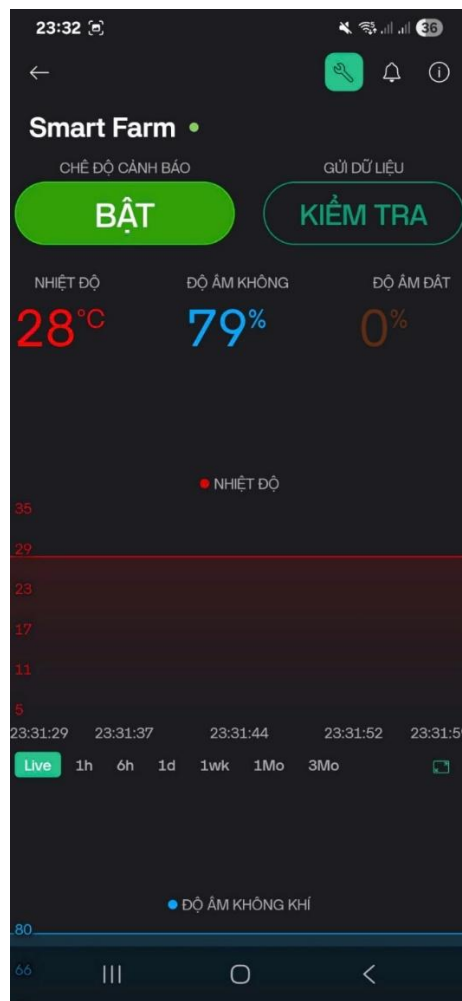 23:32
36
Smart Farm
CHẾ ĐỘ CẢNH BÁO
GỬI DỮ LIỆU
BẬT
KIỂM TRA
NHIỆT ĐỘ
ĐỘ ẨM KHÔNG
ĐỘ ẨM ĐẤT
28°C
79%
0%
NHIỆT ĐỘ
35
29
23
17
11
5
23:31:29 23:31:37 23:31:44 23:31:52 23:31:5
Live 1h 6h 1d 1wk 1Mo 3Mo
ĐỘ ẨM KHÔNG KHÍ
80
66